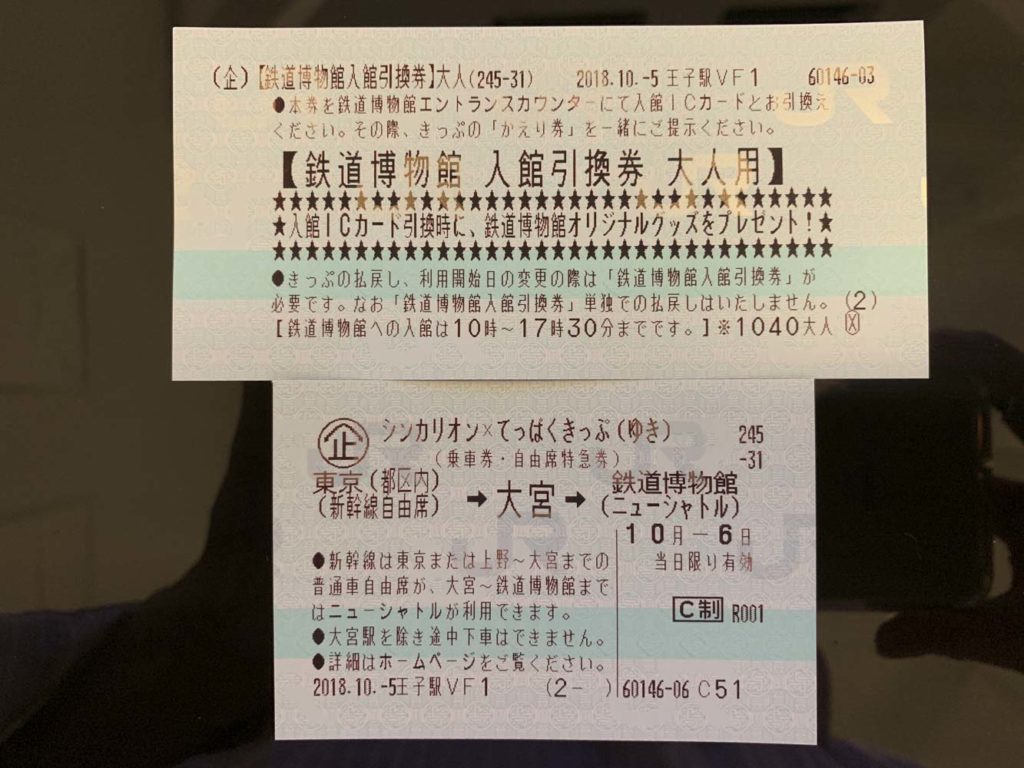 (企)【鉄道博物館入館引換券】大人(245-31) 2018.10.-5 王子駅VF1 60146-03
●本券を鉄道博物館エントランスカウンターにて入館ICカードとお引換え
ください。その際、きっぷの「かえり券」を一緒にご提示ください。
【鉄道博物館 入館引換券 大人用】
★★★★★★★★★★★★★★★★★★★★★★★★★★★★★★★★★★
★入館ICカード引換時に、鉄道博物館オリジナルグッズをプレゼント!★
★★★★★★★★★★★★★★★★★★★★★★★★★★★★★★★★★★
●きっぷの払戻し、利用開始日の変更の際は「鉄道博物館入館引換券」が
必要です。なお「鉄道博物館入館引換券」単独での払戻しはいたしません。(2)
[鉄道博物館への入館は10時〜17時30分までです。]※1040大人 〤
企 シンカリオン×てっぱくきっぷ(ゆき) 245
(乗車券・自由席特急券) -31
東京(都区内) 鉄道博物館
(新幹線自由席) →大宮→ (ニューシャトル)
10月-6日
当日限り有効
●新幹線は東京または上野〜大宮までの
普通車自由席が、大宮〜鉄道博物館まで
はニューシャトルが利用できます。
C制 R001
●大宮駅を除き途中下車はできません。
●詳細はホームページをご覧ください。
2018.10.-5王子駅VF1 (2- ) 60146-06 C51